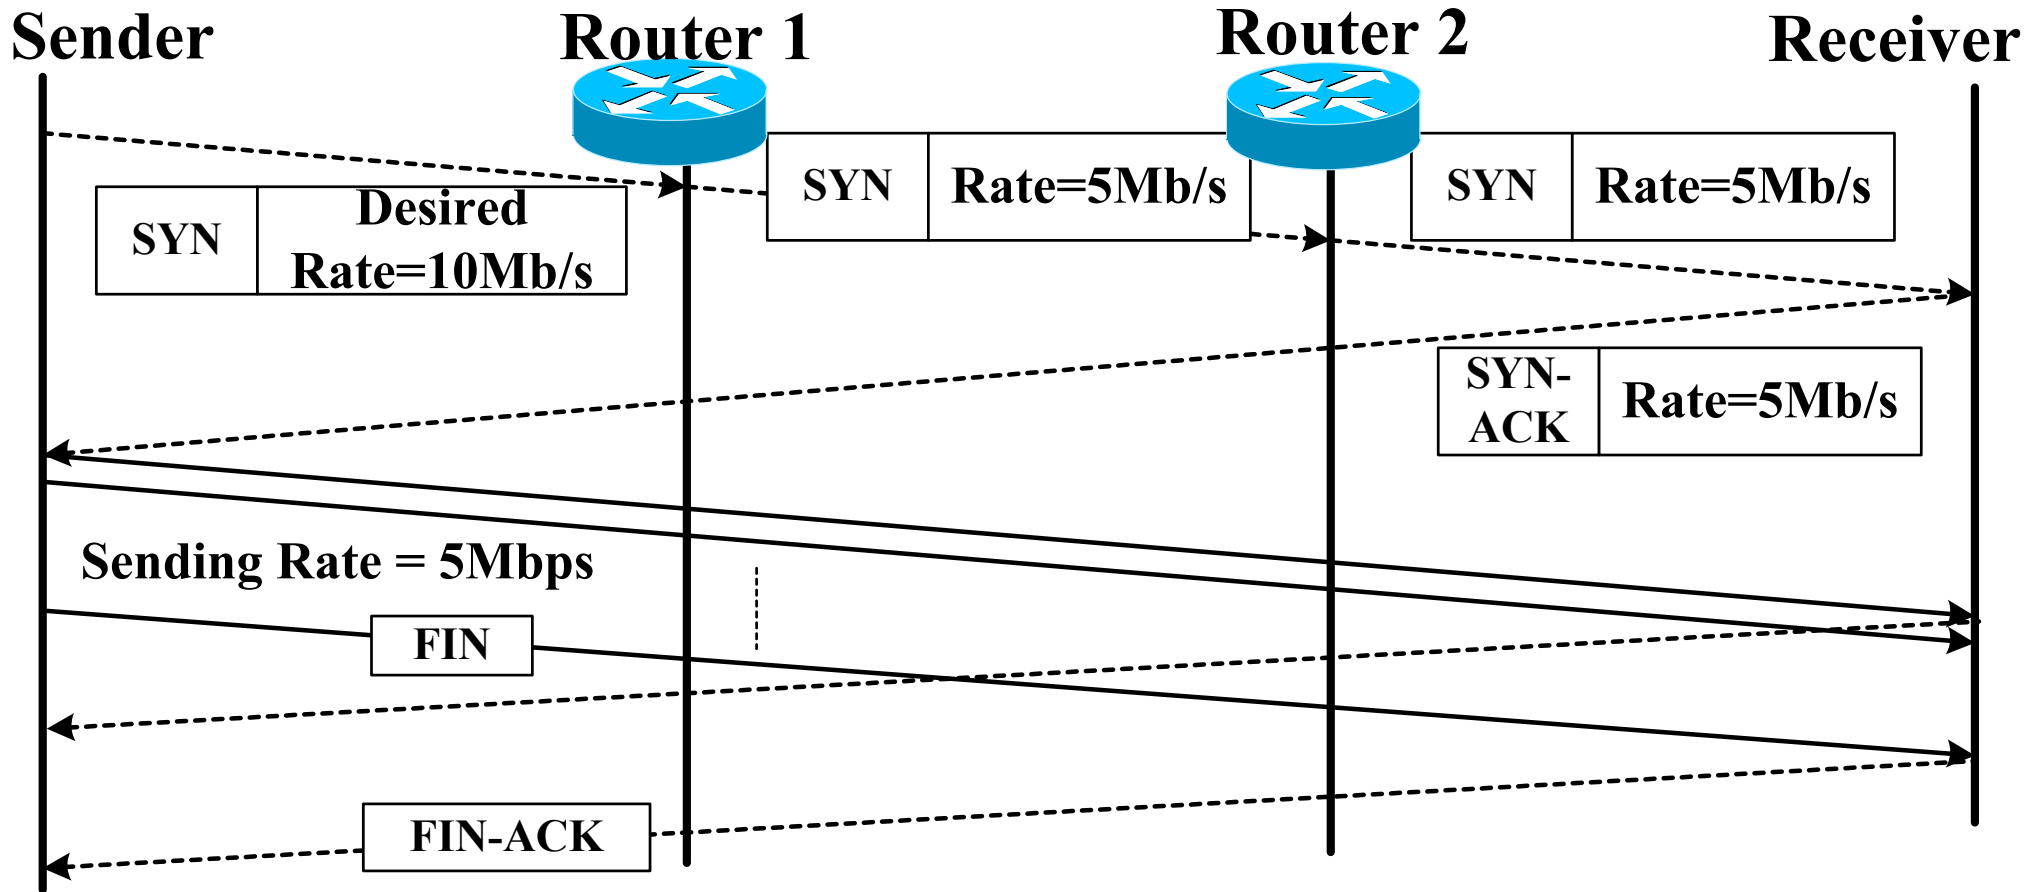 Sender
Router 1
Router 2
Receiver
SYN
Desired
Rate=10Mb/s
SYN
Rate=5Mb/s
SYN
Rate=5Mb/s
SYN-
ACK
Rate=5Mb/s
Sending Rate = 5Mbps
FIN
FIN-ACK